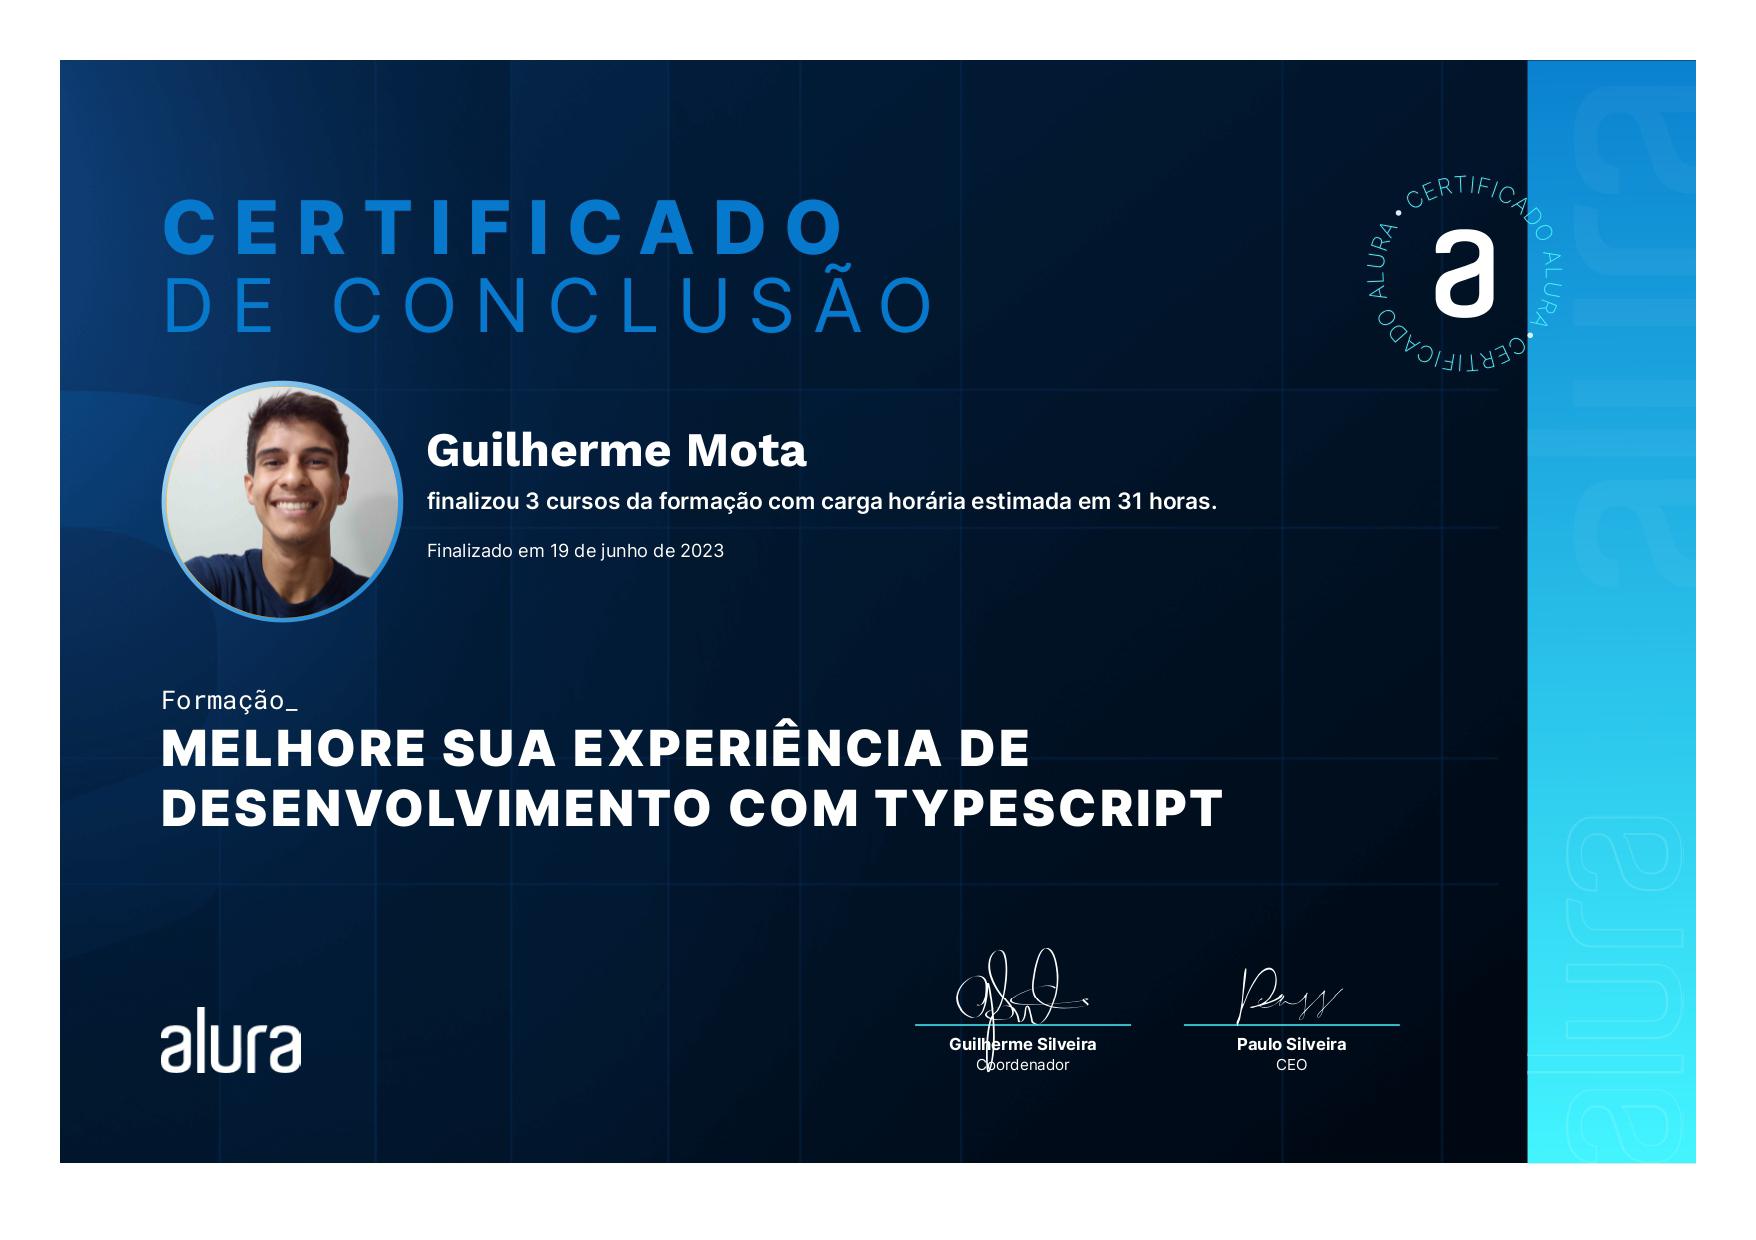 CERTIFICADO
DE CONCLUSÃO
CERTIFICADO ALURA • CERTIFICADO ALURA •
a
Guilherme Mota
finalizou 3 cursos da formação com carga horária estimada em 31 horas.
Finalizado em 19 de junho de 2023
Formação_
MELHORE SUA EXPERIÊNCIA DE
DESENVOLVIMENTO COM TYPESCRIPT
alura
Guilherme Silveira
Coordenador
Paulo Silveira
CEO
alura
alura
a